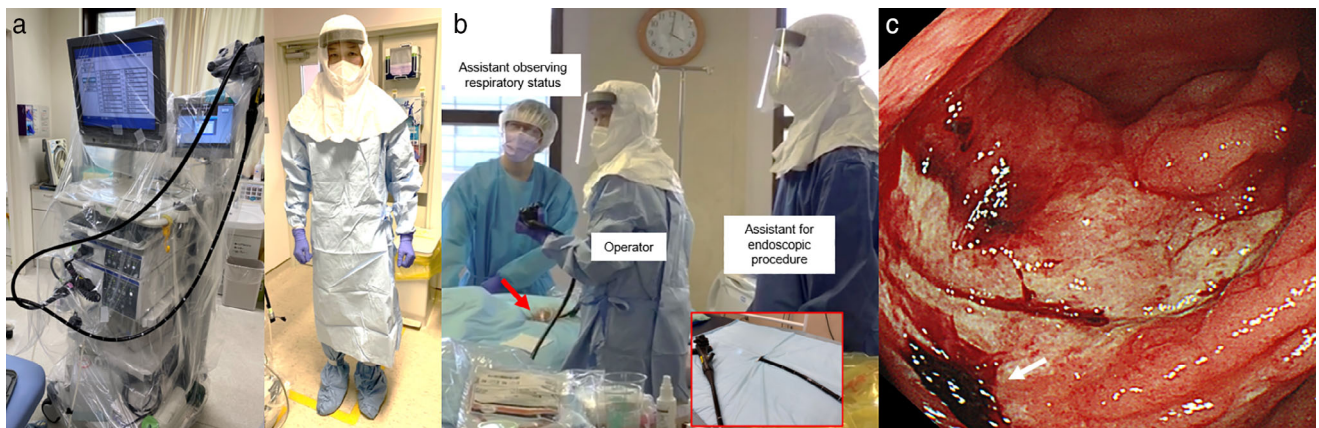 a
b
c
Assistant observing
respiratory status
Operator
Assistant for
endoscopic
procedure